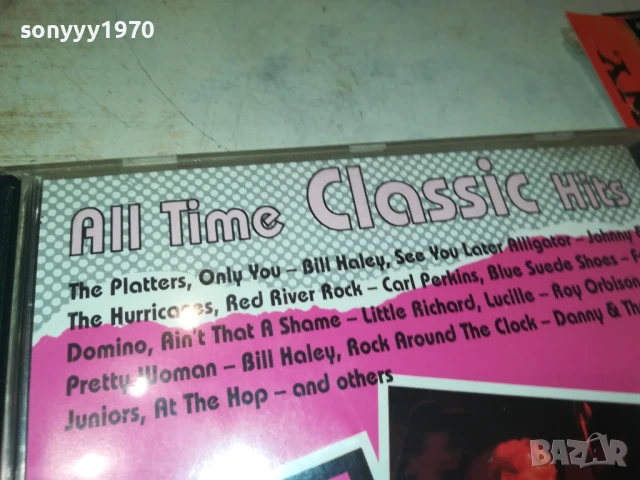 sonyyy1970
All Time Classic Hits
The Platters, Only You – Bill Haley, See You Later Alligator – Johnny
The Hurricanes, Red River Rock – Carl Perkins, Blue Suede Shoes –
Domino, Ain't That A Shame – Little Richard, Lucille – Roy Orbison
Pretty Woman – Bill Haley, Rock Around The Clock – Danny & Th
Juniors, At The Hop – and others
BAZAR